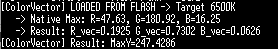 [ColorVector] LOADED FROM FLASH -> Target 6500K
-> Native Max: R=47.63, G=180.92, B=16.25
-> Result: R_vec=0.1925 G_vec=0.7302 B_vec=0.0626
[ColorVector] Result: MaxY=247.4286